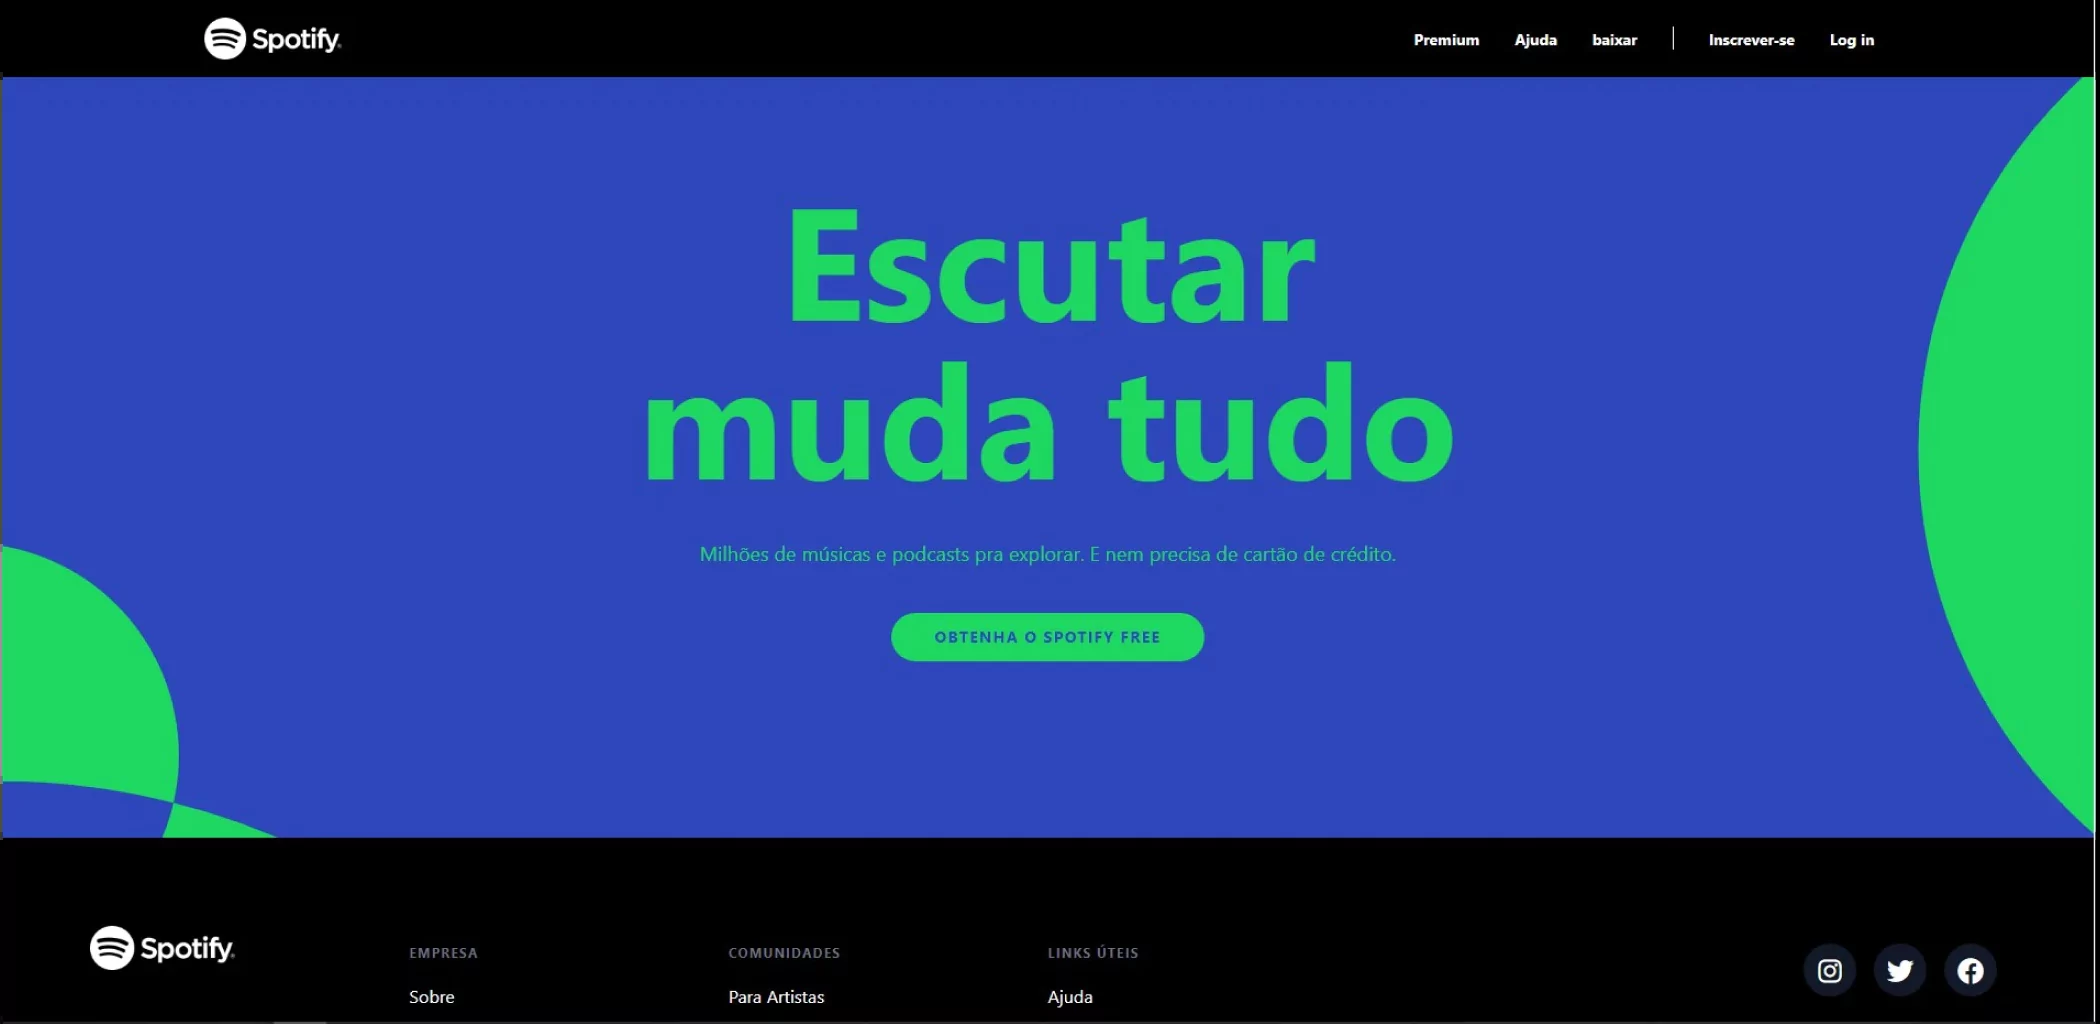 Spotify
Premium Ajuda baixar Inscrever-se Log in
Escutar
muda tudo
Milhões de músicas e podcasts pra explorar. E nem precisa de cartão de crédito.
OBTENHA O SPOTIFY FREE
Spotify
EMPRESA
Sobre
COMUNIDADES
Para Artistas
LINKS ÚTEIS
Ajuda